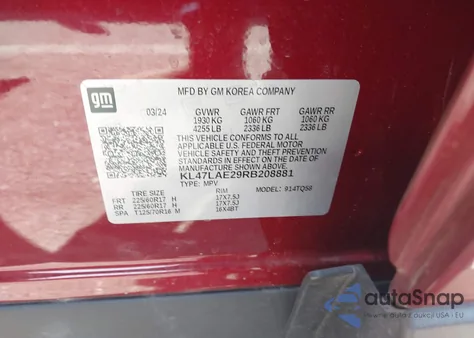 MFD BY GM KOREA COMPANY
gm
03/24 GVWR GAWR FRT GAWR RR
1930 KG 1060 KG 1060 KG
4255 LB 2336 LB 2336 LB
THIS VEHICLE CONFORMS TO ALL
APPLICABLE U.S. FEDERAL MOTOR
VEHICLE SAFETY AND THEFT PREVENTION
STANDARDS IN EFFECT ON THE DATE OF
MANUFACTURE SHOWN ABOVE.
KL47LAE29RB208881
TYPE: MPV MODEL: 914TQ58
TIRE SIZE RIM
FRT 225/60R17 H 17X7.5J
RR 225/60R17 H 17X7.5J
SPA T125/70R16 M 16X4BT
autoSnap